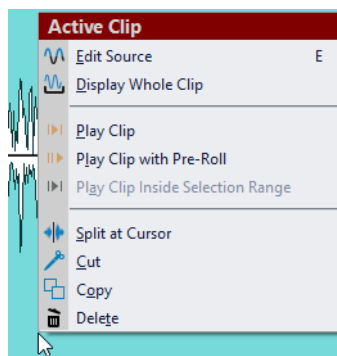 Active Clip
Edit Source E
Display Whole Clip
Play Clip
Play Clip with Pre-Roll
Play Clip Inside Selection Range
Split at Cursor
Cut
Copy
Delete